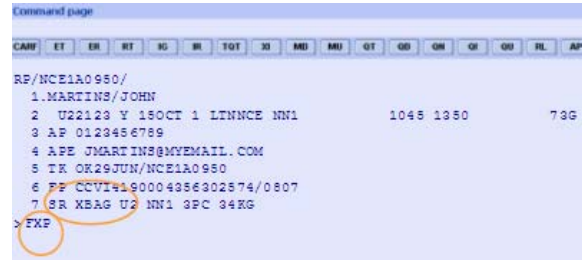 Command page
CARF ET ER RT IG IR TQT XI MD MU QT QD QN QI QU RL AP
RP/NCE1A0950/
1.MARTINS/JOHN
2 U22123 Y 15OCT 1 LTNNCE NN1 1045 1350 73G
3 AP 0123456789
4 APE JMARTINS@MYEMAIL.COM
5 TK OK29JUN/NCE1A0950
6 FP CCVI4190004356302574/0807
7 SR XBAG U2 NN1 3PC 34KG
> FXP